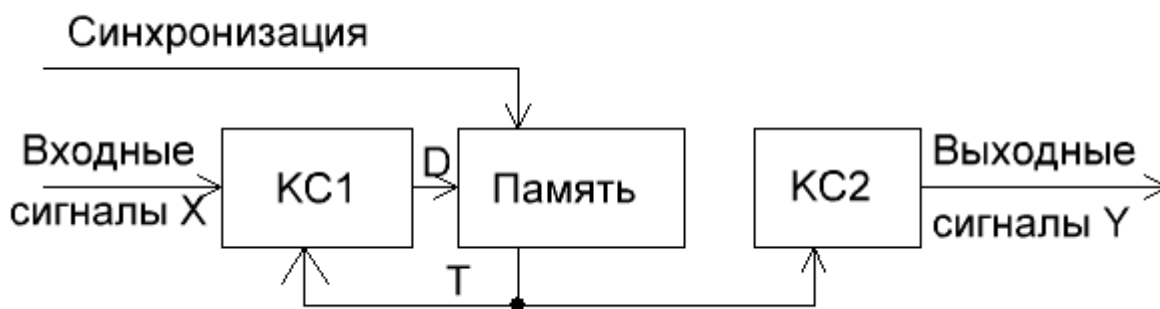 Синхронизация
Входные
сигналы X
КС1
D
Память
КС2
Выходные
сигналы Y
T